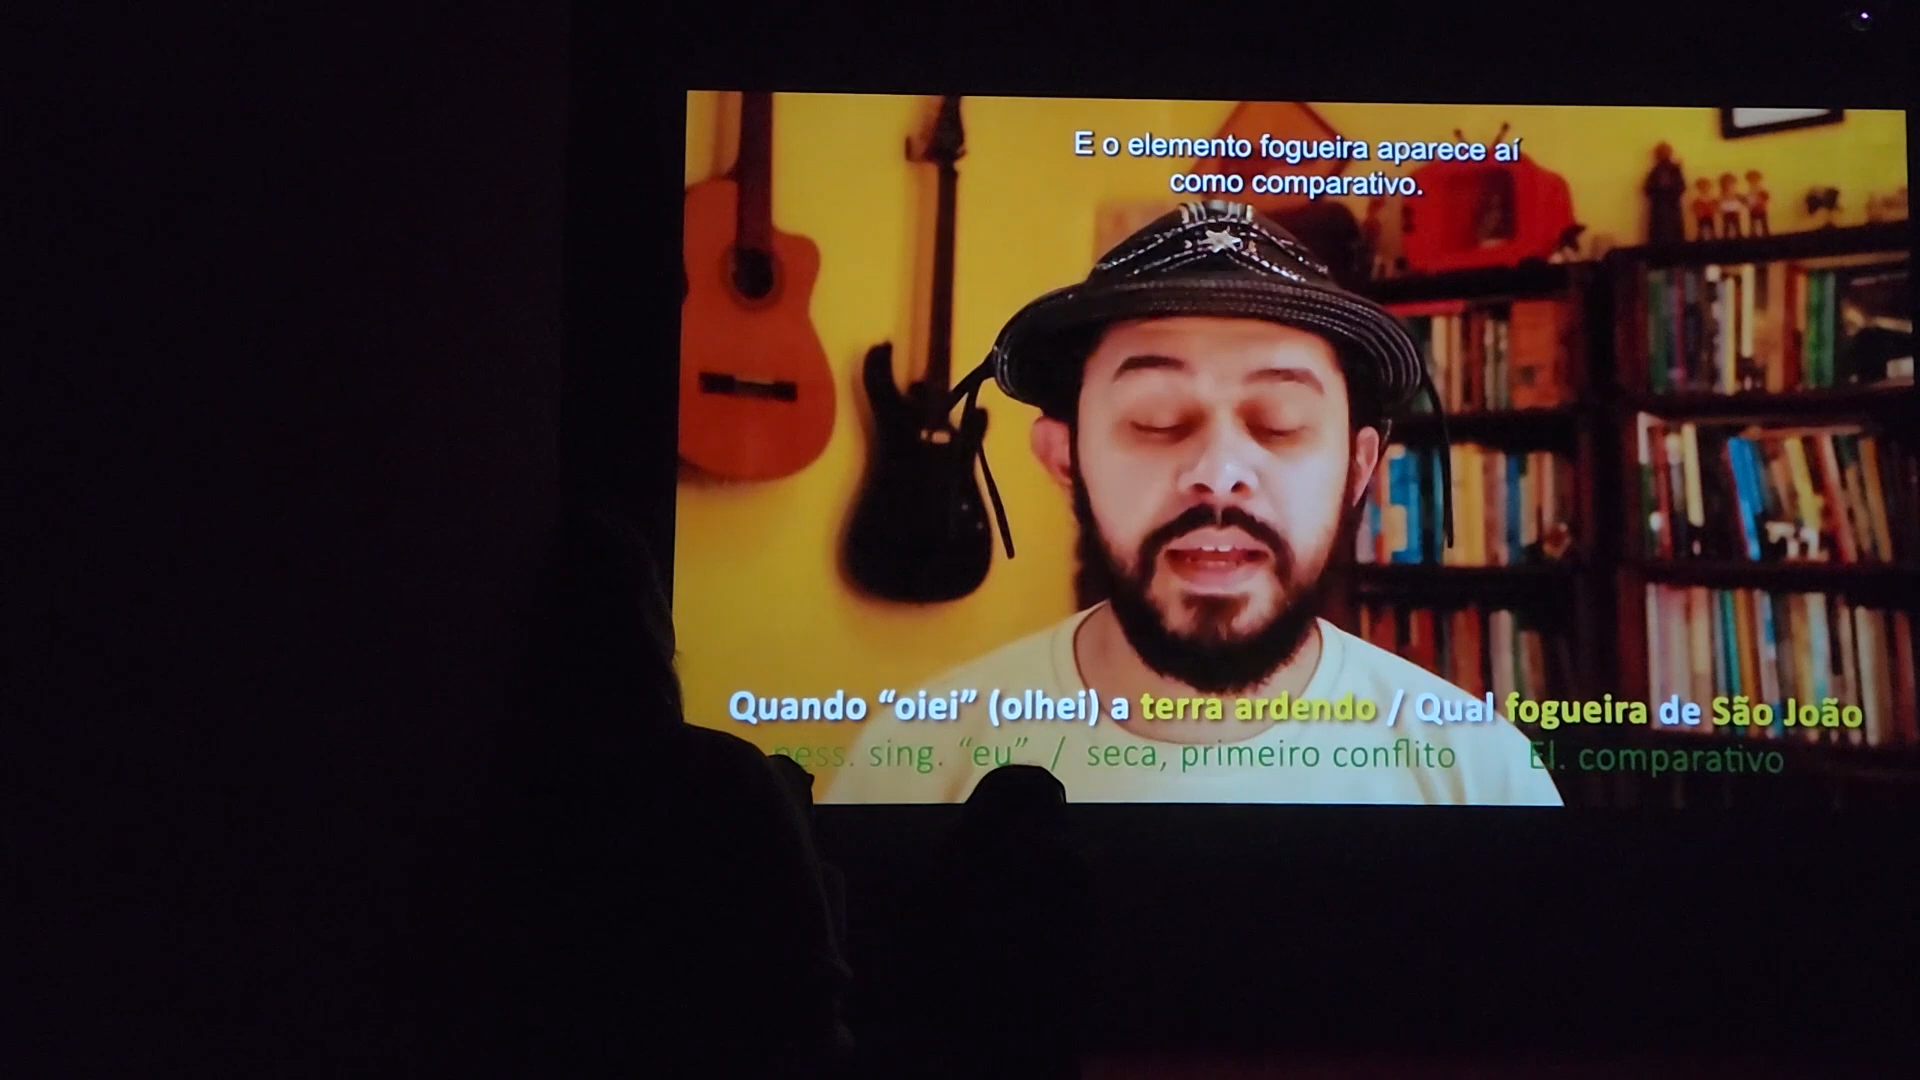 E o elemento fogueira aparece aí
como comparativo.
Quando “oiei” (olhei) a terra ardendo / Qual fogueira de São João
pess. sing. “eu” / seca, primeiro conflito El. comparativo